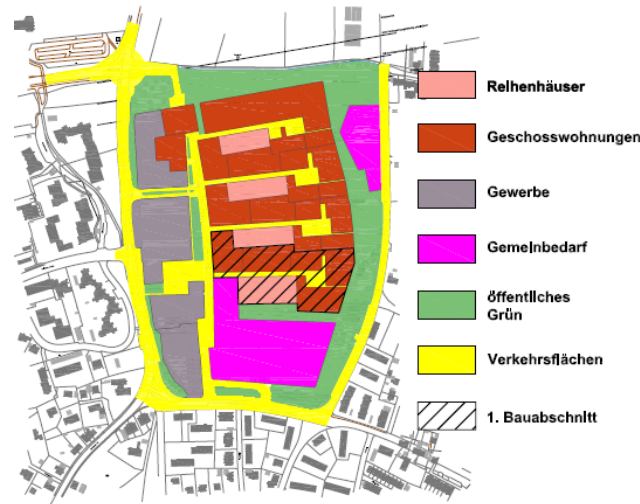 Reihenhäuser
Geschosswohnungen
Gewerbe
Gemeinbedarf
öffentliches
Grün
Verkehrsflächen
1. Bauabschnitt